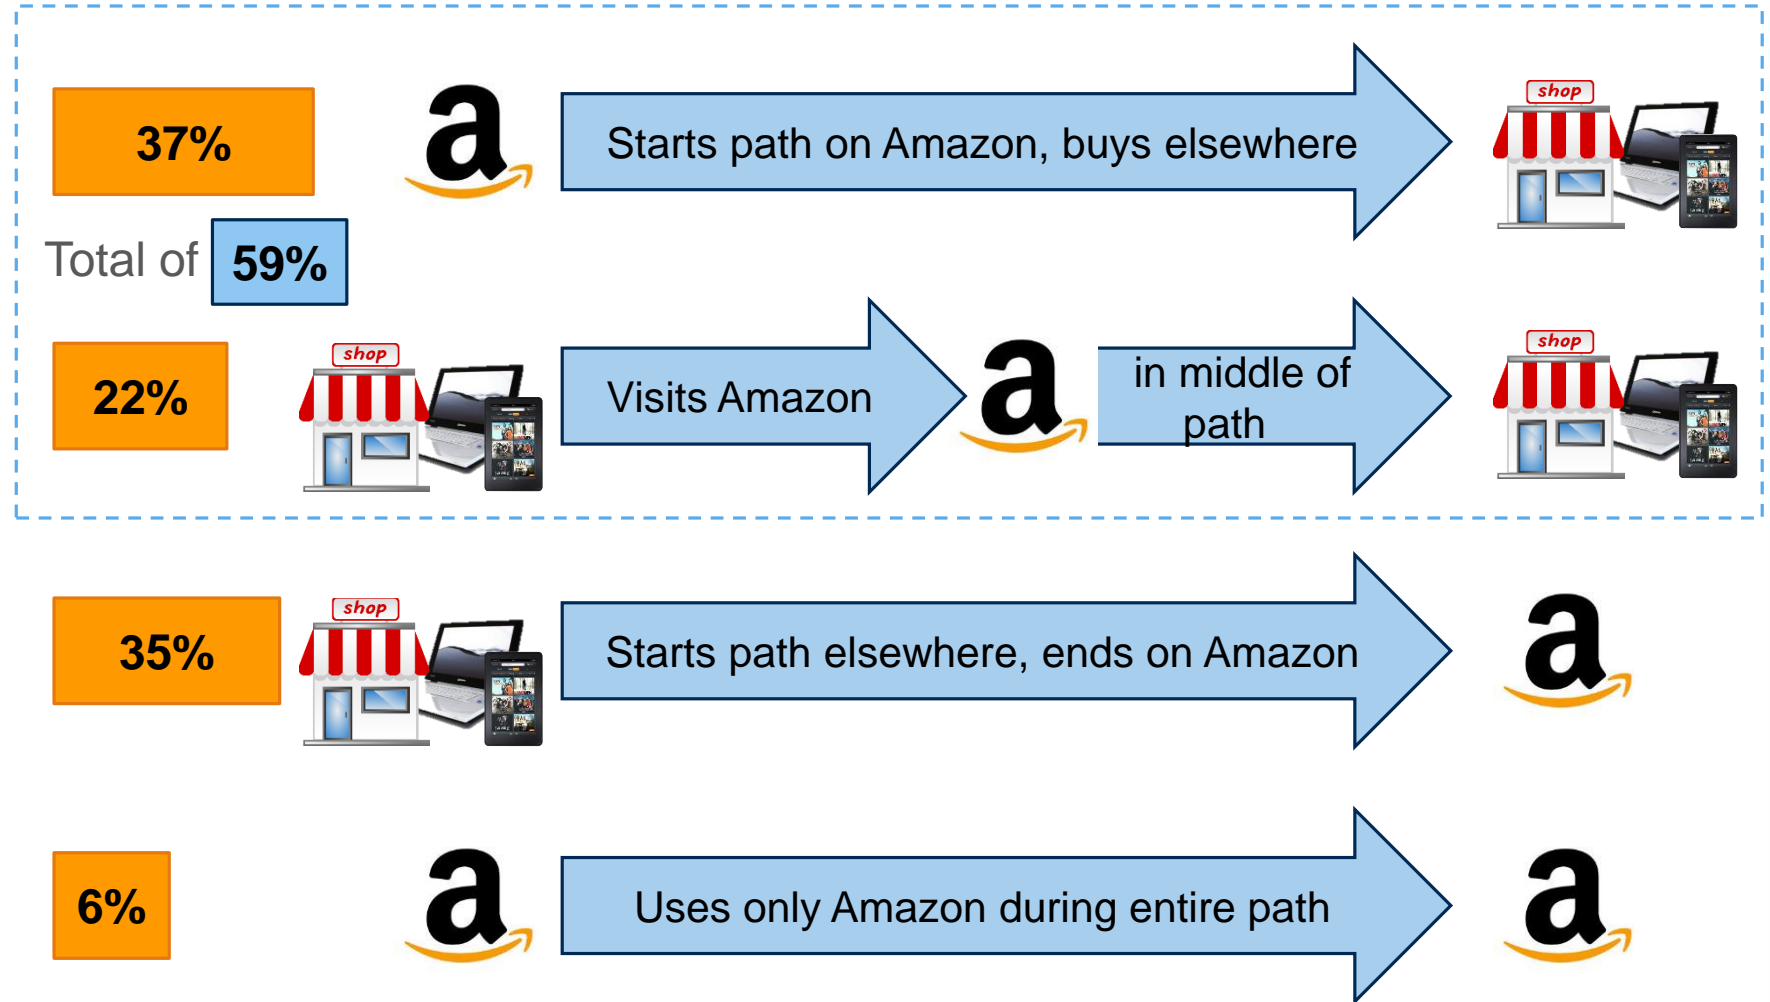 37%
Starts path on Amazon, buys elsewhere
shop
Total of 59%
22%
shop
Visits Amazon
a
in middle of
path
shop
35%
shop
Starts path elsewhere, ends on Amazon
a
6%
a
Uses only Amazon during entire path
a